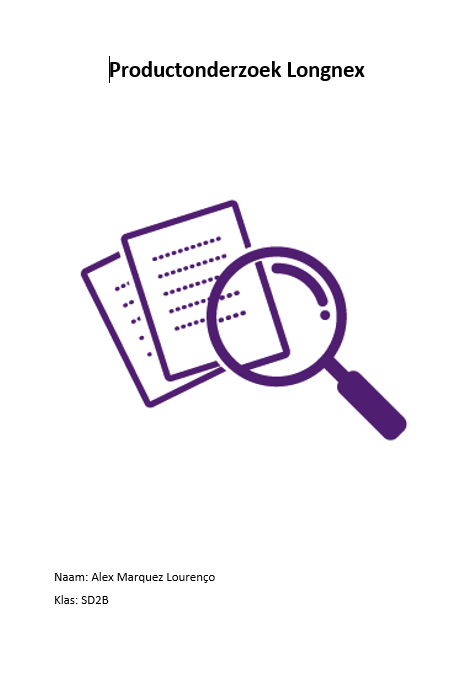 Productonderzoek Longnex
Naam: Alex Marquez Lourenço
Klas: SD2B